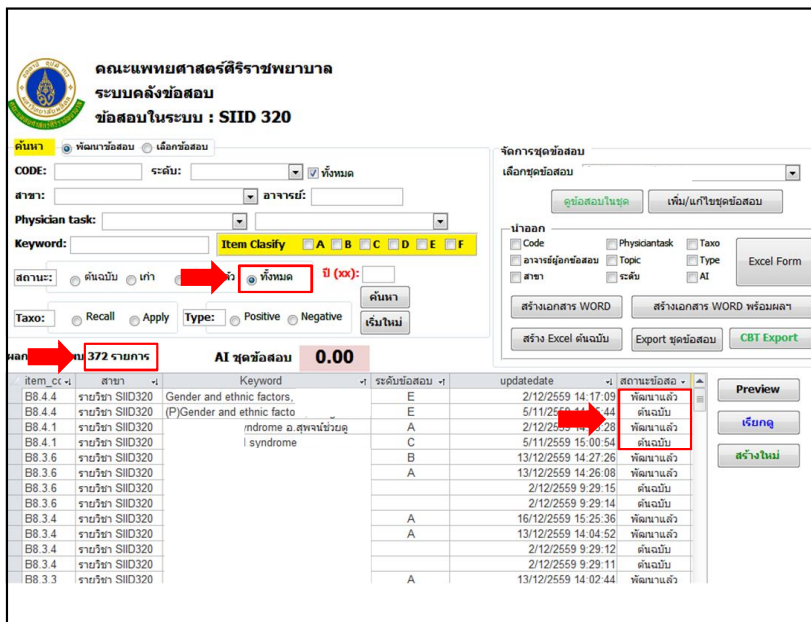 คณะแพทยศาสตร์ศิริราชพยาบาล
ระบบคลังข้อสอบ
ข้อสอบในระบบ : SIID 320
ค้นหา พัฒนาข้อสอบ เลือกข้อสอบ
CODE: ระดับ: ทั้งหมด
สาขา: อาจารย์:
Physician task:
Keyword: Item Clasify A B C D E F
สถานะ: ต้นฉบับ เก่า ทั้งหมด ปี (xx):
ค้นหา
Taxo: Recall Apply Type: Positive Negative
เริ่มใหม่
372 รายการ AI ชุดข้อสอบ 0.00
จัดการชุดข้อสอบ
เลือกชุดข้อสอบ
ดูข้อสอบในชุด เพิ่ม/แก้ไขชุดข้อสอบ
นำออก
Code Physiciantask Taxo
อาจารย์ผู้ออกข้อสอบ Topic Type
สาขา ระดับ AI
Excel Form
สร้างเอกสาร WORD สร้างเอกสาร WORD พร้อมผลฯ
สร้าง Excel ต้นฉบับ Export ชุดข้อสอบ CBT Export
item_cc สาขา Keyword ระดับข้อสอบ updatedate สถานะข้อสอ
B8.4.4 รายวิชา SIID320 Gender and ethnic factors, E 2/12/2559 14:17:09 พัฒนาแล้ว
B8.4.4 รายวิชา SIID320 (P)Gender and ethnic facto E 5/11/2559 ต้นฉบับ
B8.4.1 รายวิชา SIID320 ndrome อ.สุพจน์ช่วยดู A 2/12/2559 พัฒนาแล้ว
B8.4.1 รายวิชา SIID320 syndrome C 5/11/2559 15:00:54 ต้นฉบับ
B8.3.6 รายวิชา SIID320 B 13/12/2559 14:27:26 พัฒนาแล้ว
B8.3.6 รายวิชา SIID320 A 13/12/2559 14:26:08 พัฒนาแล้ว
B8.3.6 รายวิชา SIID320 2/12/2559 9:29:15 ต้นฉบับ
B8.3.6 รายวิชา SIID320 2/12/2559 9:29:14 ต้นฉบับ
B8.3.4 รายวิชา SIID320 A 16/12/2559 15:25:36 พัฒนาแล้ว
B8.3.4 รายวิชา SIID320 A 13/12/2559 14:04:52 พัฒนาแล้ว
B8.3.4 รายวิชา SIID320 2/12/2559 9:29:12 ต้นฉบับ
B8.3.4 รายวิชา SIID320 2/12/2559 9:29:11 ต้นฉบับ
B8.3.3 รายวิชา SIID320 A 13/12/2559 14:02:44 พัฒนาแล้ว
Preview
เรียกดู
สร้างใหม่